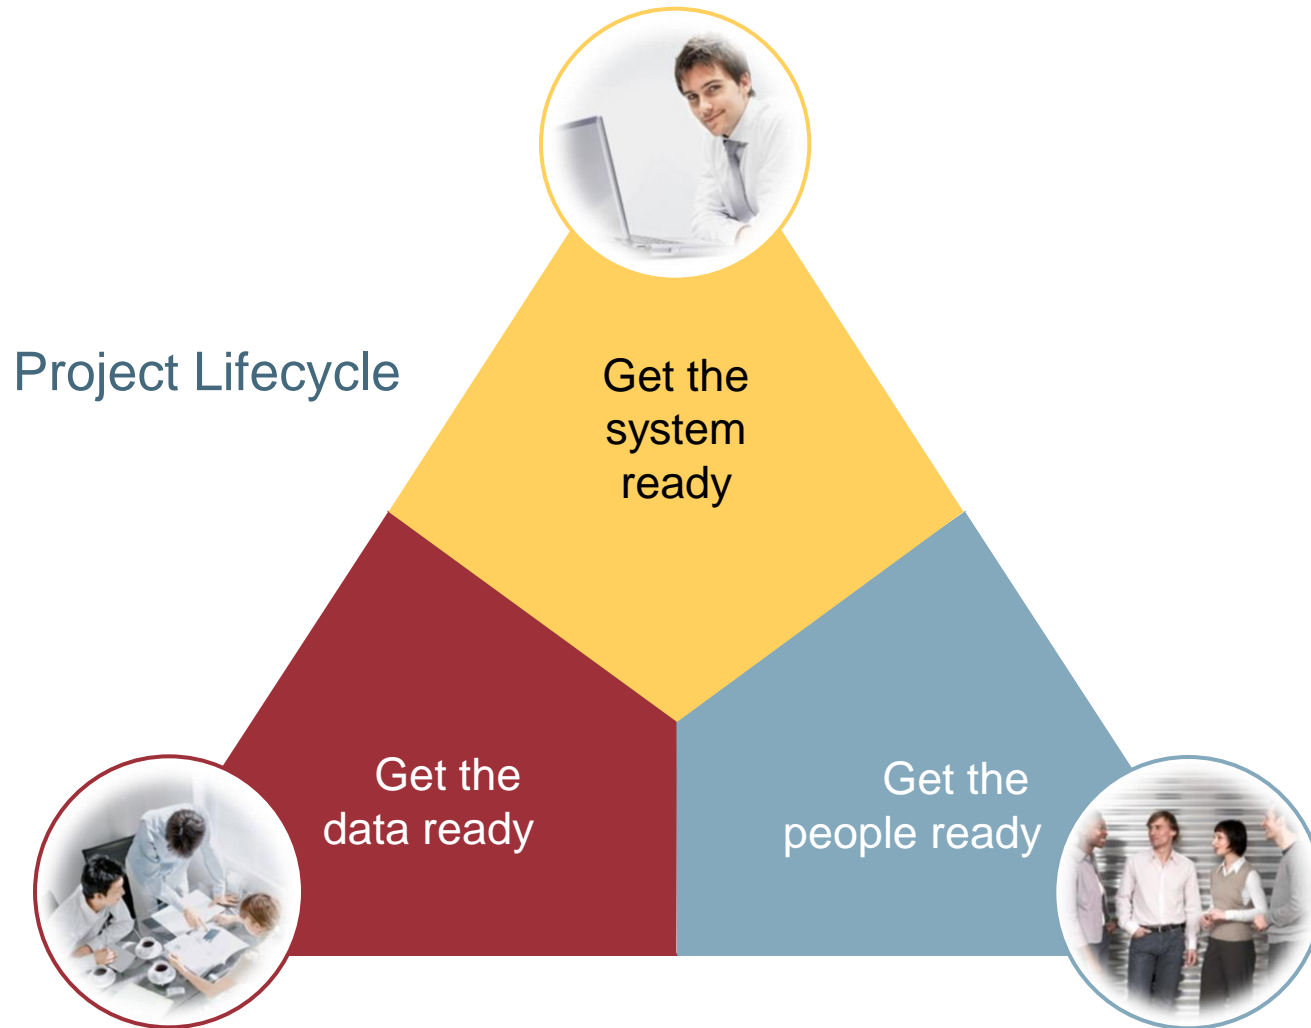 Project Lifecycle
Get the
system
ready
Get the
data ready
Get the
people ready